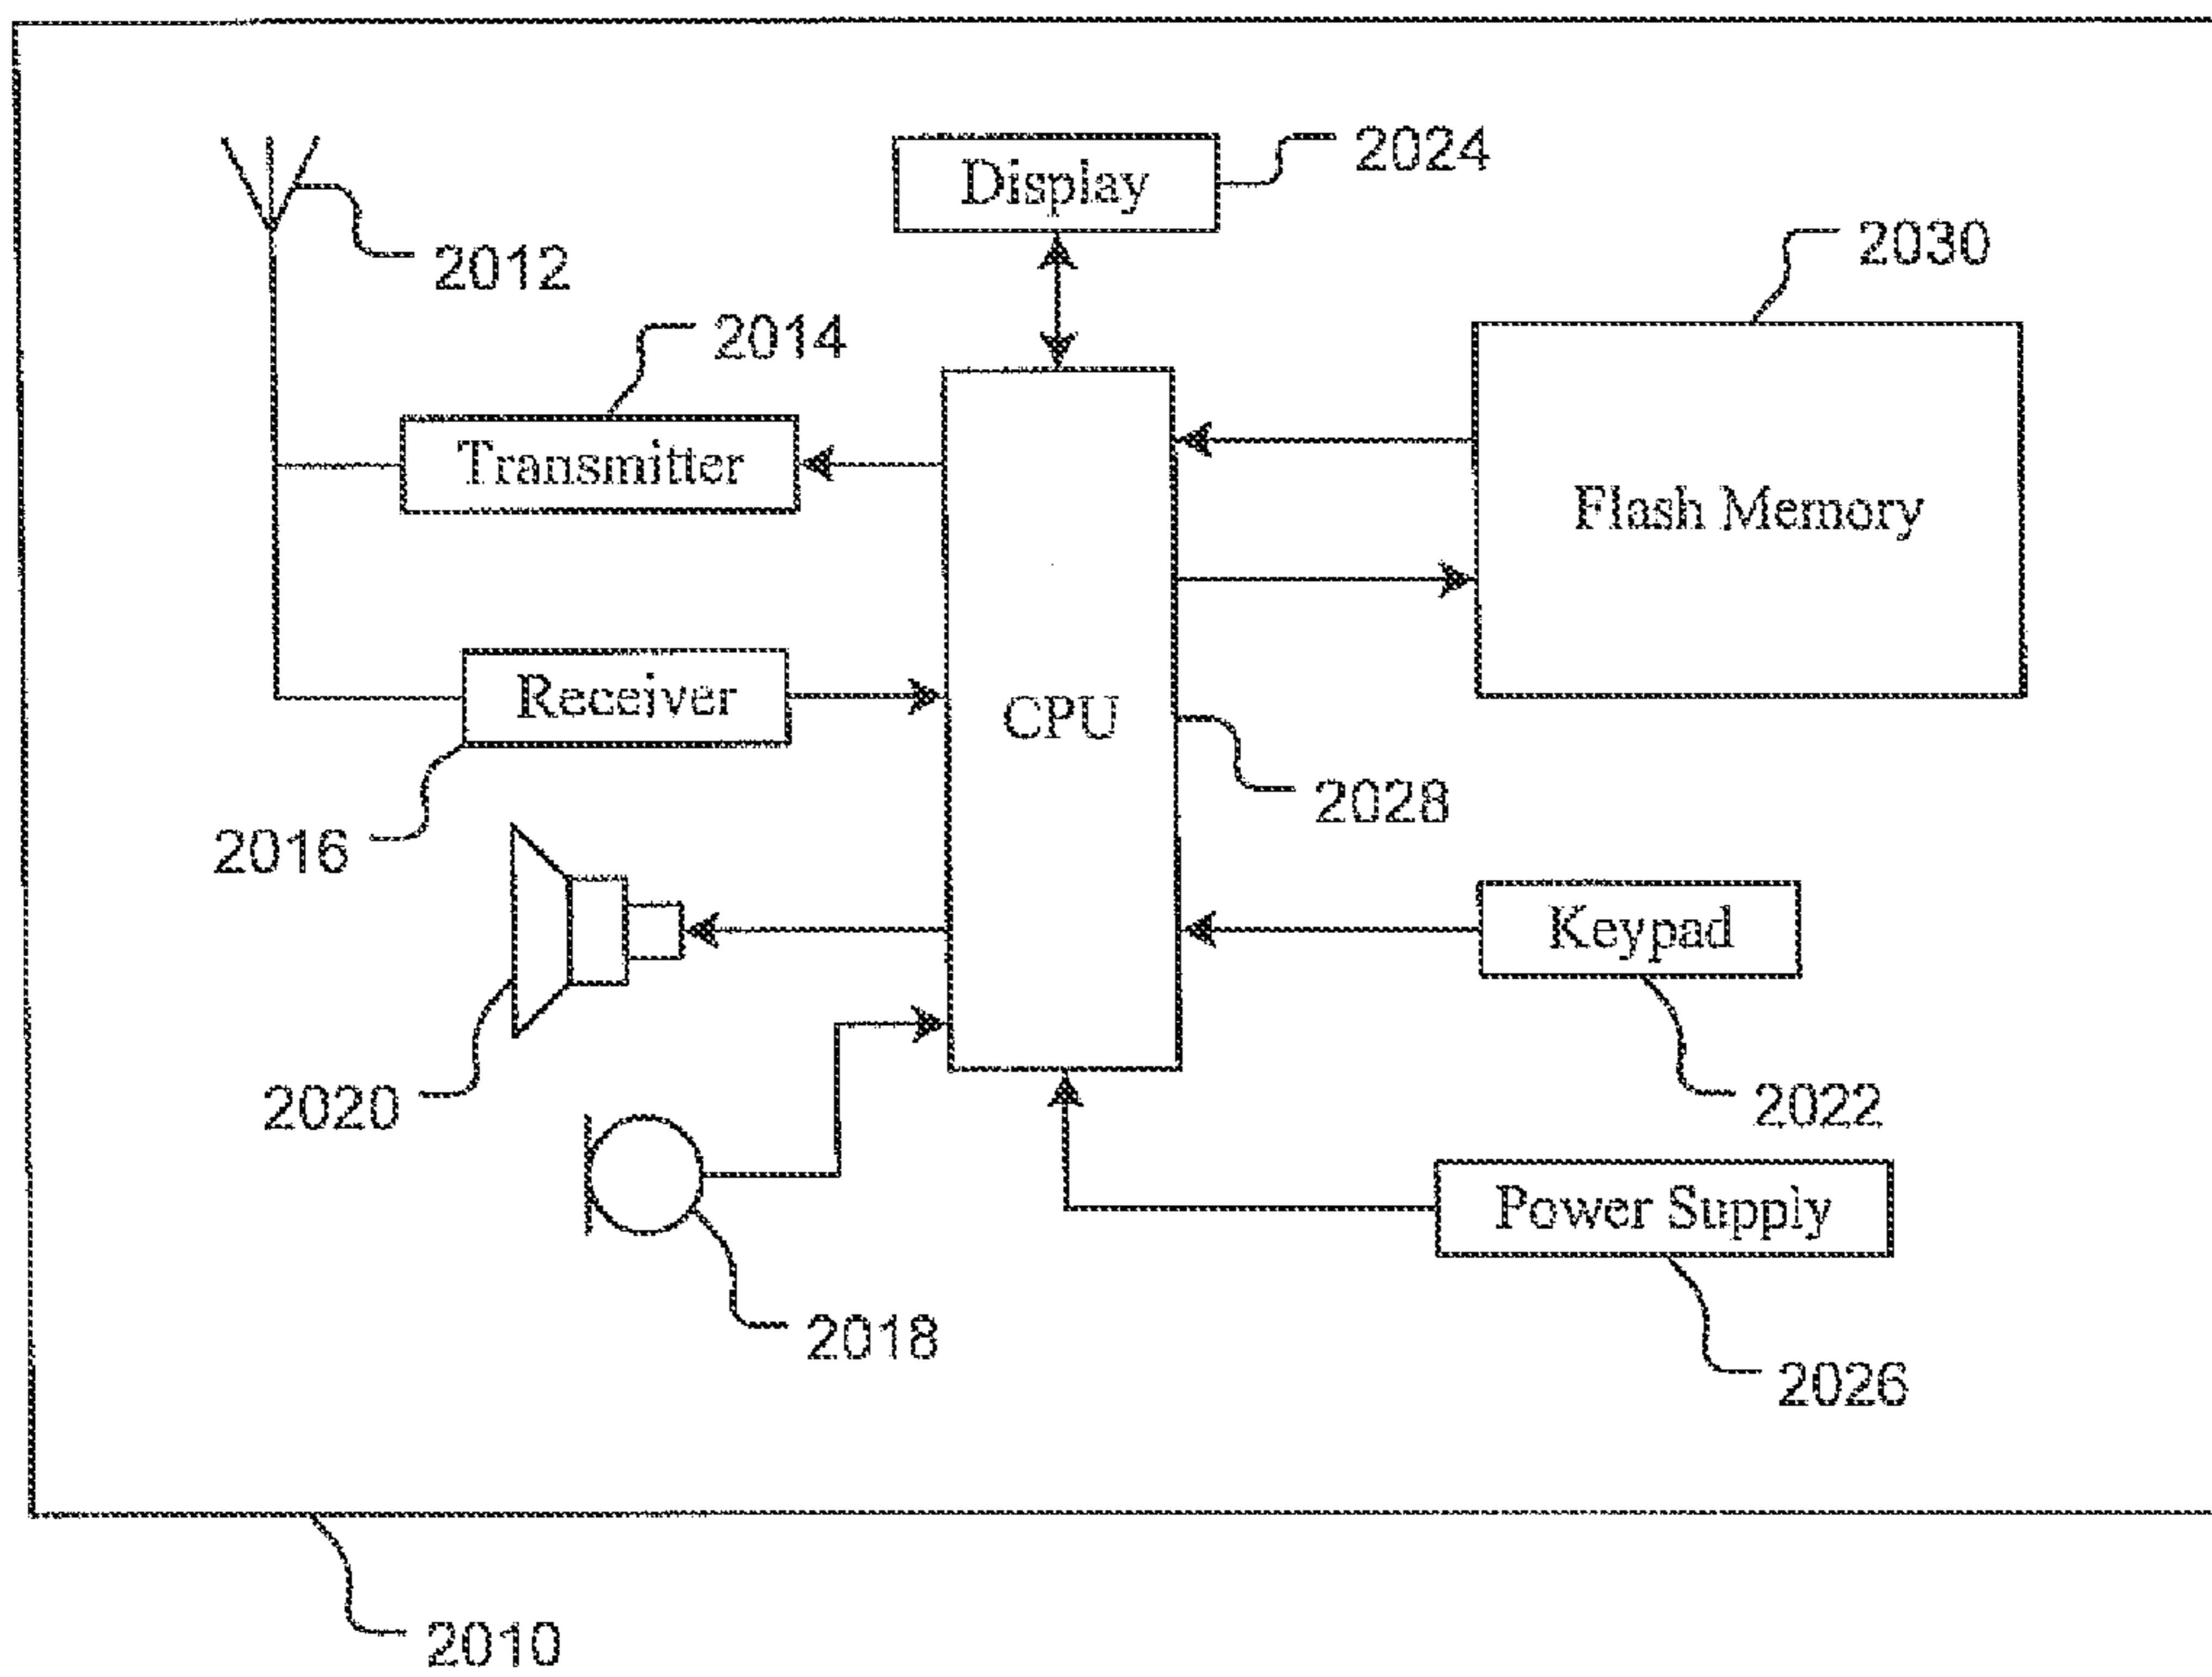 Display
2024
2012
2030
2014
Transmitter
Flash Memory
Receiver
CPU
2028
2016
Keypad
2020
2022
Power Supply
2018
2026
2010